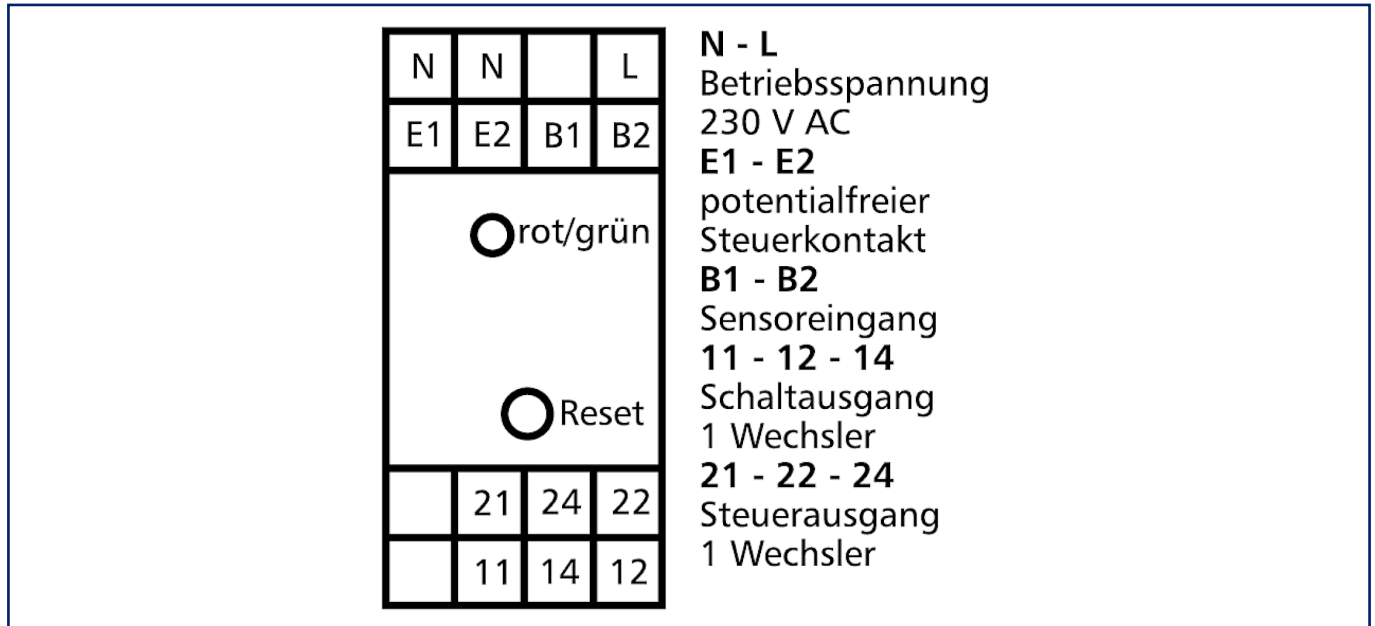 N N L
E1 E2 B1 B2
rot/grün
Reset
21 24 22
11 14 12
N - L
Betriebsspannung
230 V AC
E1 - E2
potentialfreier
Steuerkontakt
B1 - B2
Sensoreingang
11 - 12 - 14
Schaltausgang
1 Wechsler
21 - 22 - 24
Steuerausgang
1 Wechsler